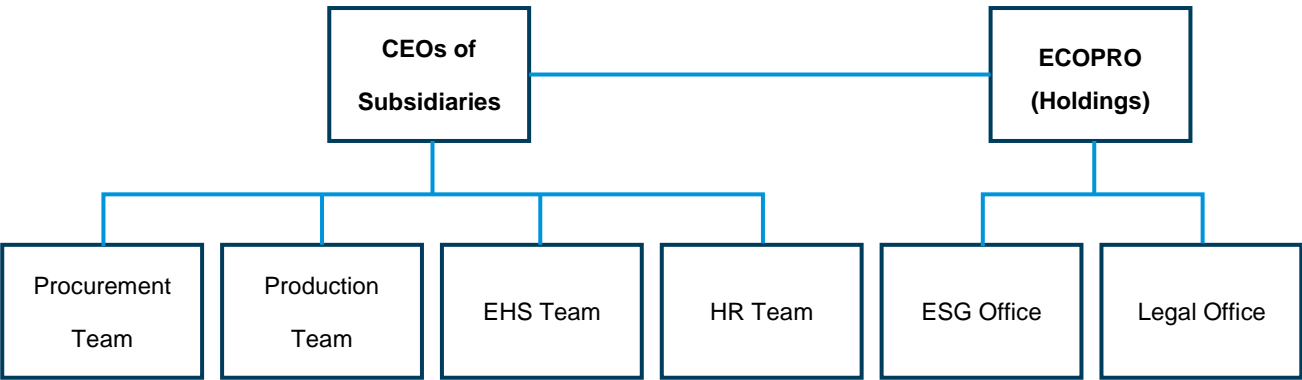 CEOs of
Subsidiaries
ECOPRO
(Holdings)
Procurement
Team
Production
Team
EHS Team
HR Team
ESG Office
Legal Office